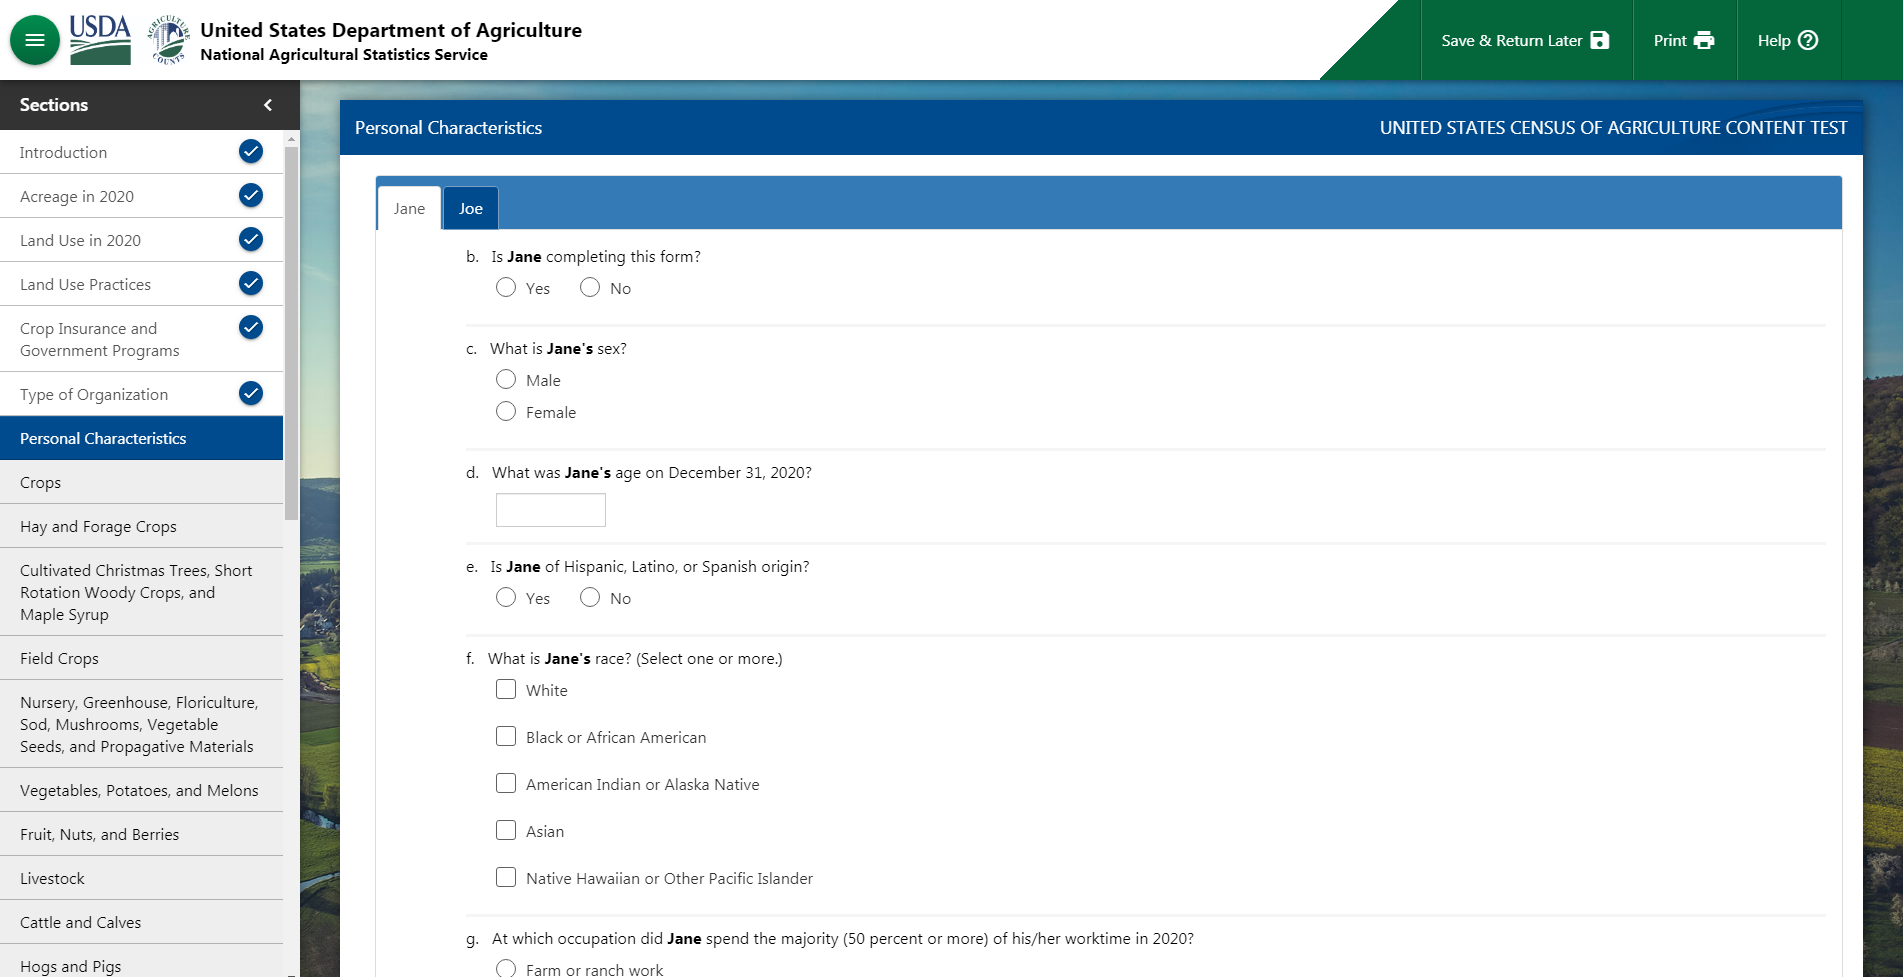 USDA
AGRICULTURE COUNTS
United States Department of Agriculture
National Agricultural Statistics Service
Save & Return Later
Print
Help
Sections
Introduction
Acreage in 2020
Land Use in 2020
Land Use Practices
Crop Insurance and
Government Programs
Type of Organization
Personal Characteristics
Crops
Hay and Forage Crops
Cultivated Christmas Trees, Short
Rotation Woody Crops, and
Maple Syrup
Field Crops
Nursery, Greenhouse, Floriculture,
Sod, Mushrooms, Vegetable
Seeds, and Propagative Materials
Vegetables, Potatoes, and Melons
Fruit, Nuts, and Berries
Livestock
Cattle and Calves
Hogs and Pigs
Personal Characteristics
UNITED STATES CENSUS OF AGRICULTURE CONTENT TEST
Jane
Joe
b. Is Jane completing this form?
Yes No
c. What is Jane's sex?
Male
Female
d. What was Jane's age on December 31, 2020?
e. Is Jane of Hispanic, Latino, or Spanish origin?
Yes No
f. What is Jane's race? (Select one or more.)
White
Black or African American
American Indian or Alaska Native
Asian
Native Hawaiian or Other Pacific Islander
g. At which occupation did Jane spend the majority (50 percent or more) of his/her worktime in 2020?
Farm or ranch work